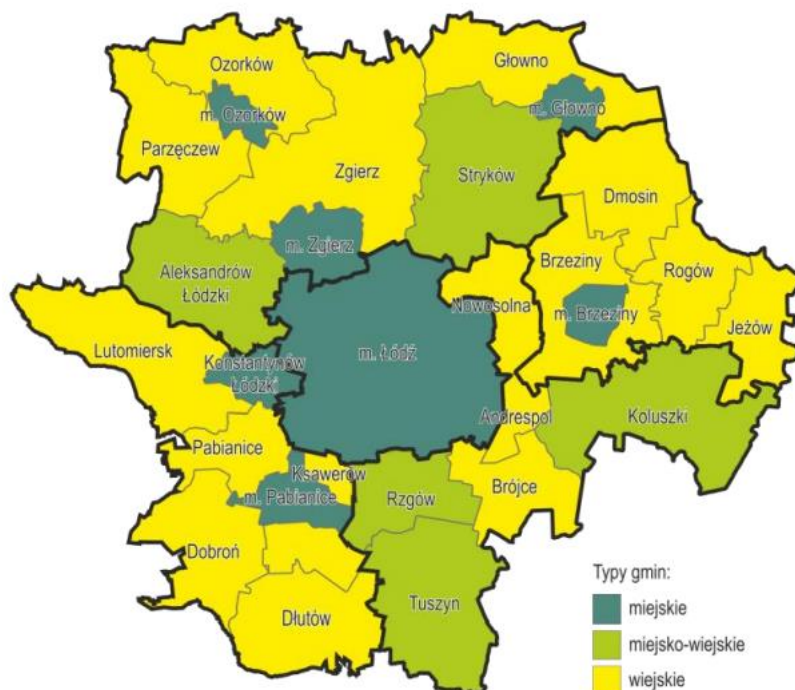 Ozorków
Głowno
m. Ozorków
m. Głowno
Parzęczew
Zgierz
Stryków
Dmosin
m. Zgierz
Aleksandrów
Łódzki
Brzeziny
Rogów
Nowosolna
m. Brzeziny
Jeżów
Lutomiersk
Konstantynów
Łódzki
m. Łódź
Andrespol
Koluszki
Pabianice
Ksawerów
m. Pabianice
Rzgów
Brójce
Dobroń
Dłutów
Tuszyn
Typy gmin:
miejskie
miejsko-wiejskie
wiejskie